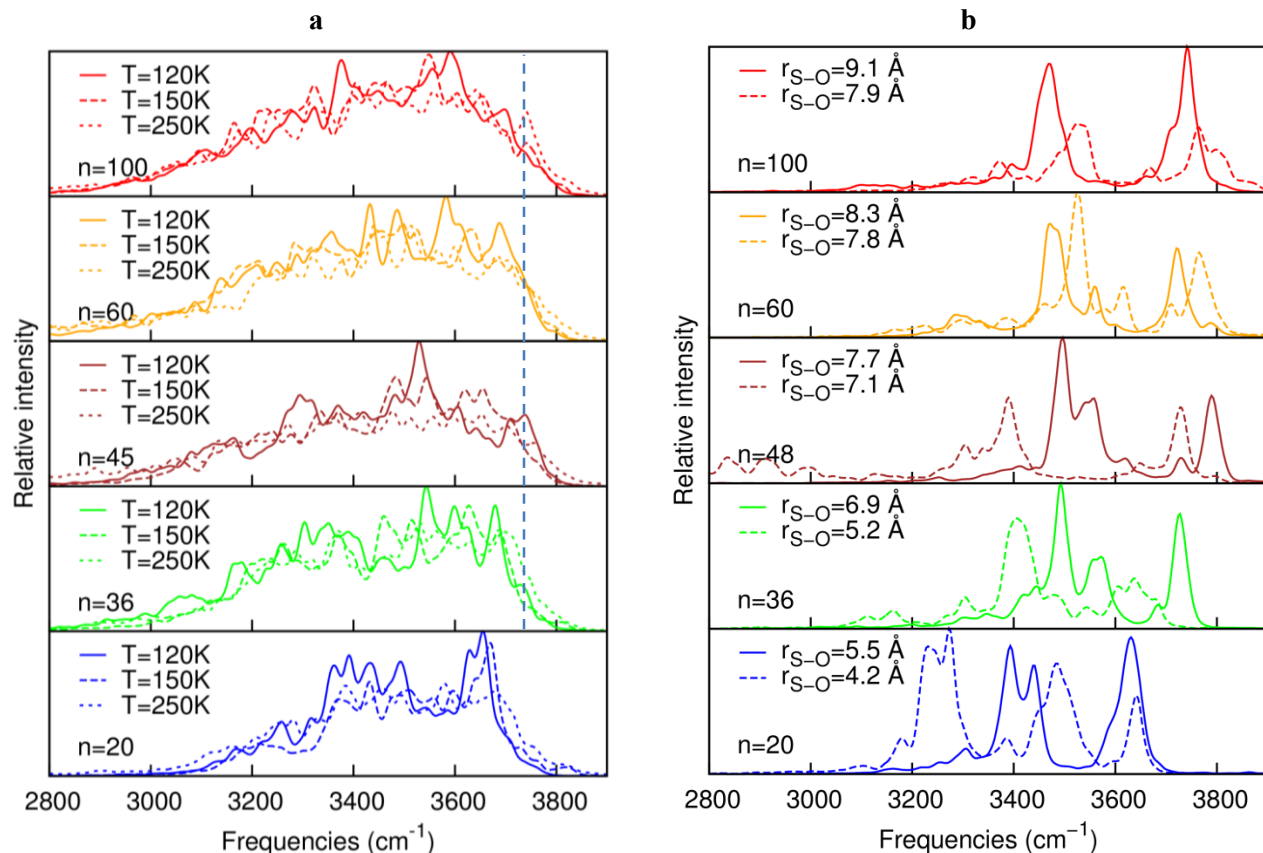 a
b
T=120K
T=150K
T=250K
n=100
T=120K
T=150K
T=250K
n=60
T=120K
T=150K
T=250K
n=45
T=120K
T=150K
T=250K
n=36
T=120K
T=150K
T=250K
n=20
Relative intensity
2800 3000 3200 3400 3600 3800
Frequencies (cm⁻¹)
r_S−O=9.1 Å
r_S−O=7.9 Å
n=100
r_S−O=8.3 Å
r_S−O=7.8 Å
n=60
r_S−O=7.7 Å
r_S−O=7.1 Å
n=48
r_S−O=6.9 Å
r_S−O=5.2 Å
n=36
r_S−O=5.5 Å
r_S−O=4.2 Å
n=20
Relative intensity
2800 3000 3200 3400 3600 3800
Frequencies (cm⁻¹)